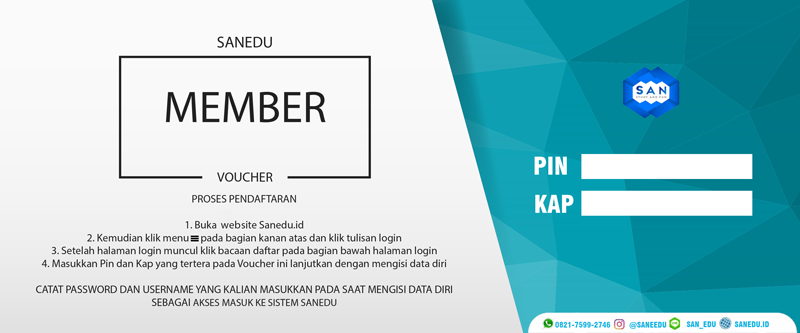 SANEDU
MEMBER
VOUCHER
PROSES PENDAFTARAN
1. Buka website Sanedu.id
2. Kemudian klik menu ☰ pada bagian kanan atas dan klik tulisan login
3. Setelah halaman login muncul klik bacaan daftar pada bagian bawah halaman login
4. Masukkan Pin dan Kap yang tertera pada Voucher ini lanjutkan dengan mengisi data diri
CATAT PASSWORD DAN USERNAME YANG KALIAN MASUKKAN PADA SAAT MENGISI DATA DIRI
SEBAGAI AKSES MASUK KE SISTEM SANEDU
SAN
STUDY AND FUN
PIN
KAP
0821-7599-2746 @SANEEDU SAN_EDU SANEDU.ID